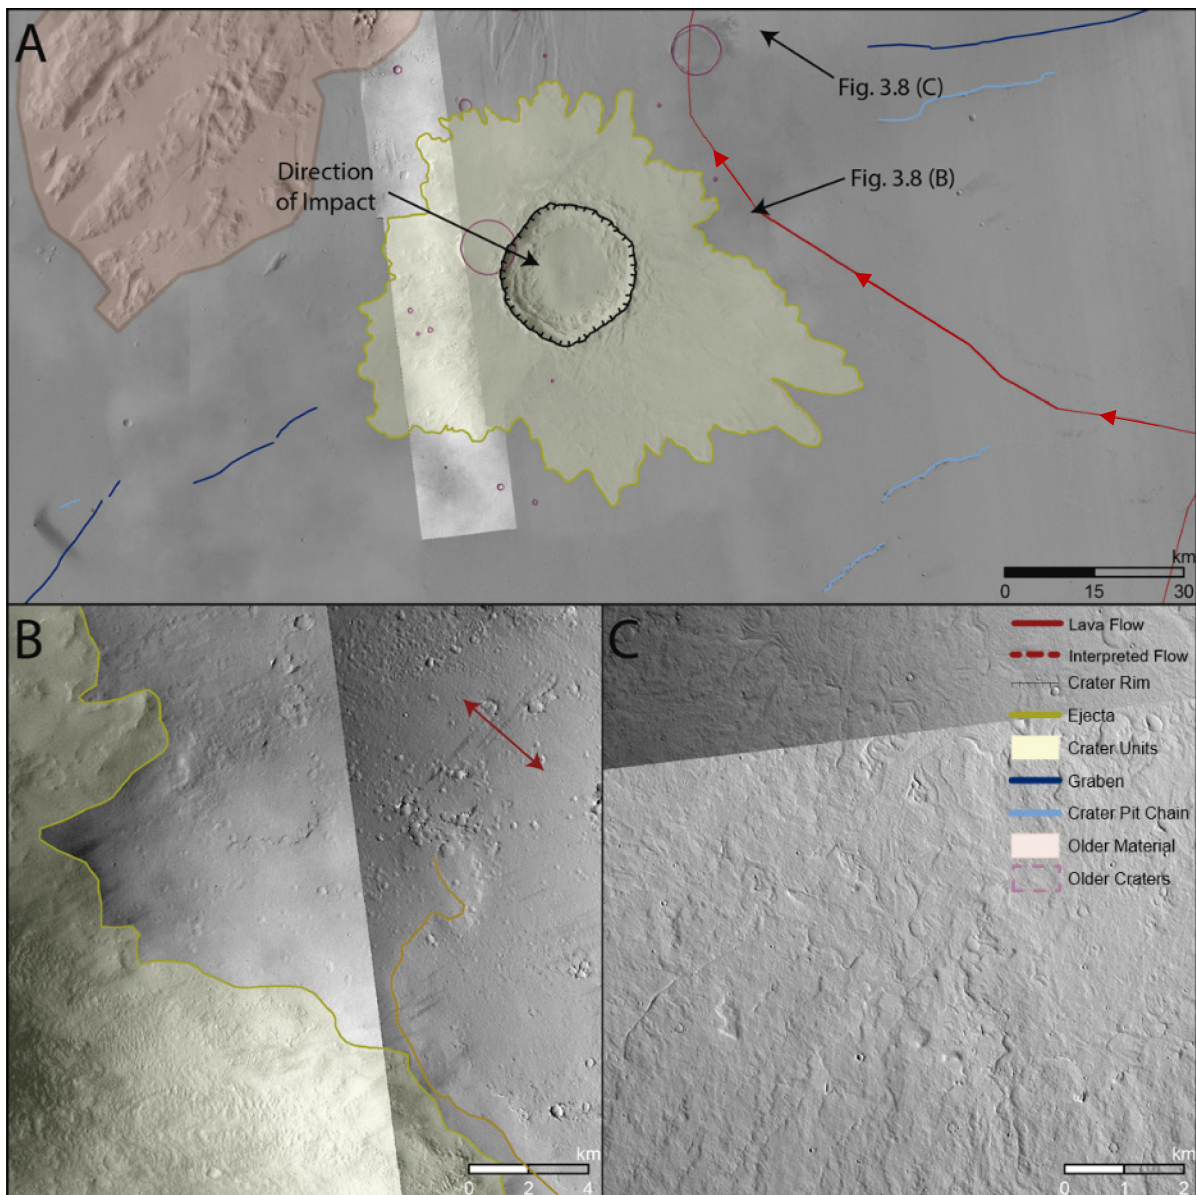 A
Fig. 3.8 (C)
Direction
of Impact
Fig. 3.8 (B)
km
0 15 30
B
km
0 2 4
C
Lava Flow
Interpreted Flow
Crater Rim
Ejecta
Crater Units
Graben
Crater Pit Chain
Older Material
Older Craters
km
0 1 2